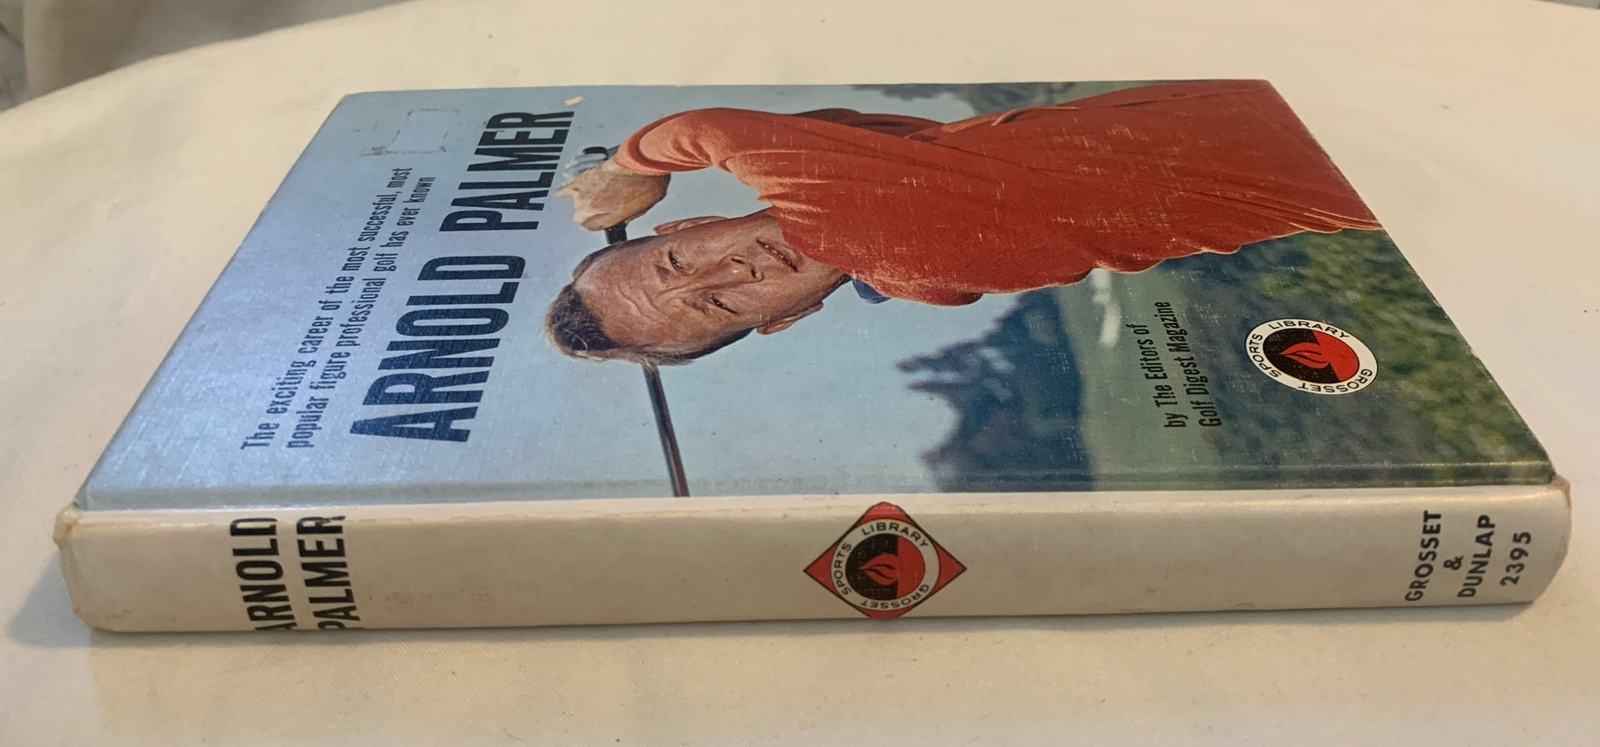 The exciting career of the most successful, most
popular figure professional golf has ever known
ARNOLD PALMER
by The Editors of
Golf Digest Magazine
GROSSET SPORTS LIBRARY
ARNOLD
PALMER
GROSSET SPORTS LIBRARY
GROSSET
&
DUNLAP
2395